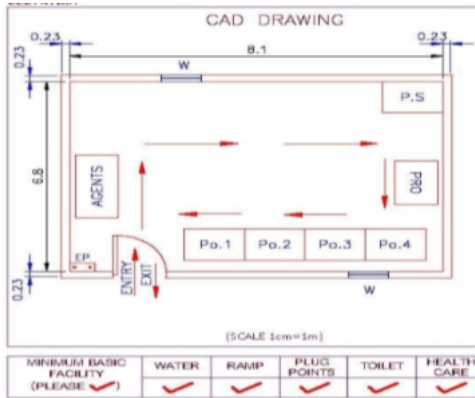 CAD DRAWING
0.23
8.1
0.23
0.23
W
P.S
6.8
AGENTS
PRO
Po.1
Po.2
Po.3
Po.4
EP
ENTRY
EXIT
0.23
W
(SCALE 1cm=1m)
MINIMUM BASIC FACILITY (PLEASE ✓)
WATER
RAMP
PLUG POINTS
TOILET
HEALTH CARE
✓
✓
✓
✓
✓